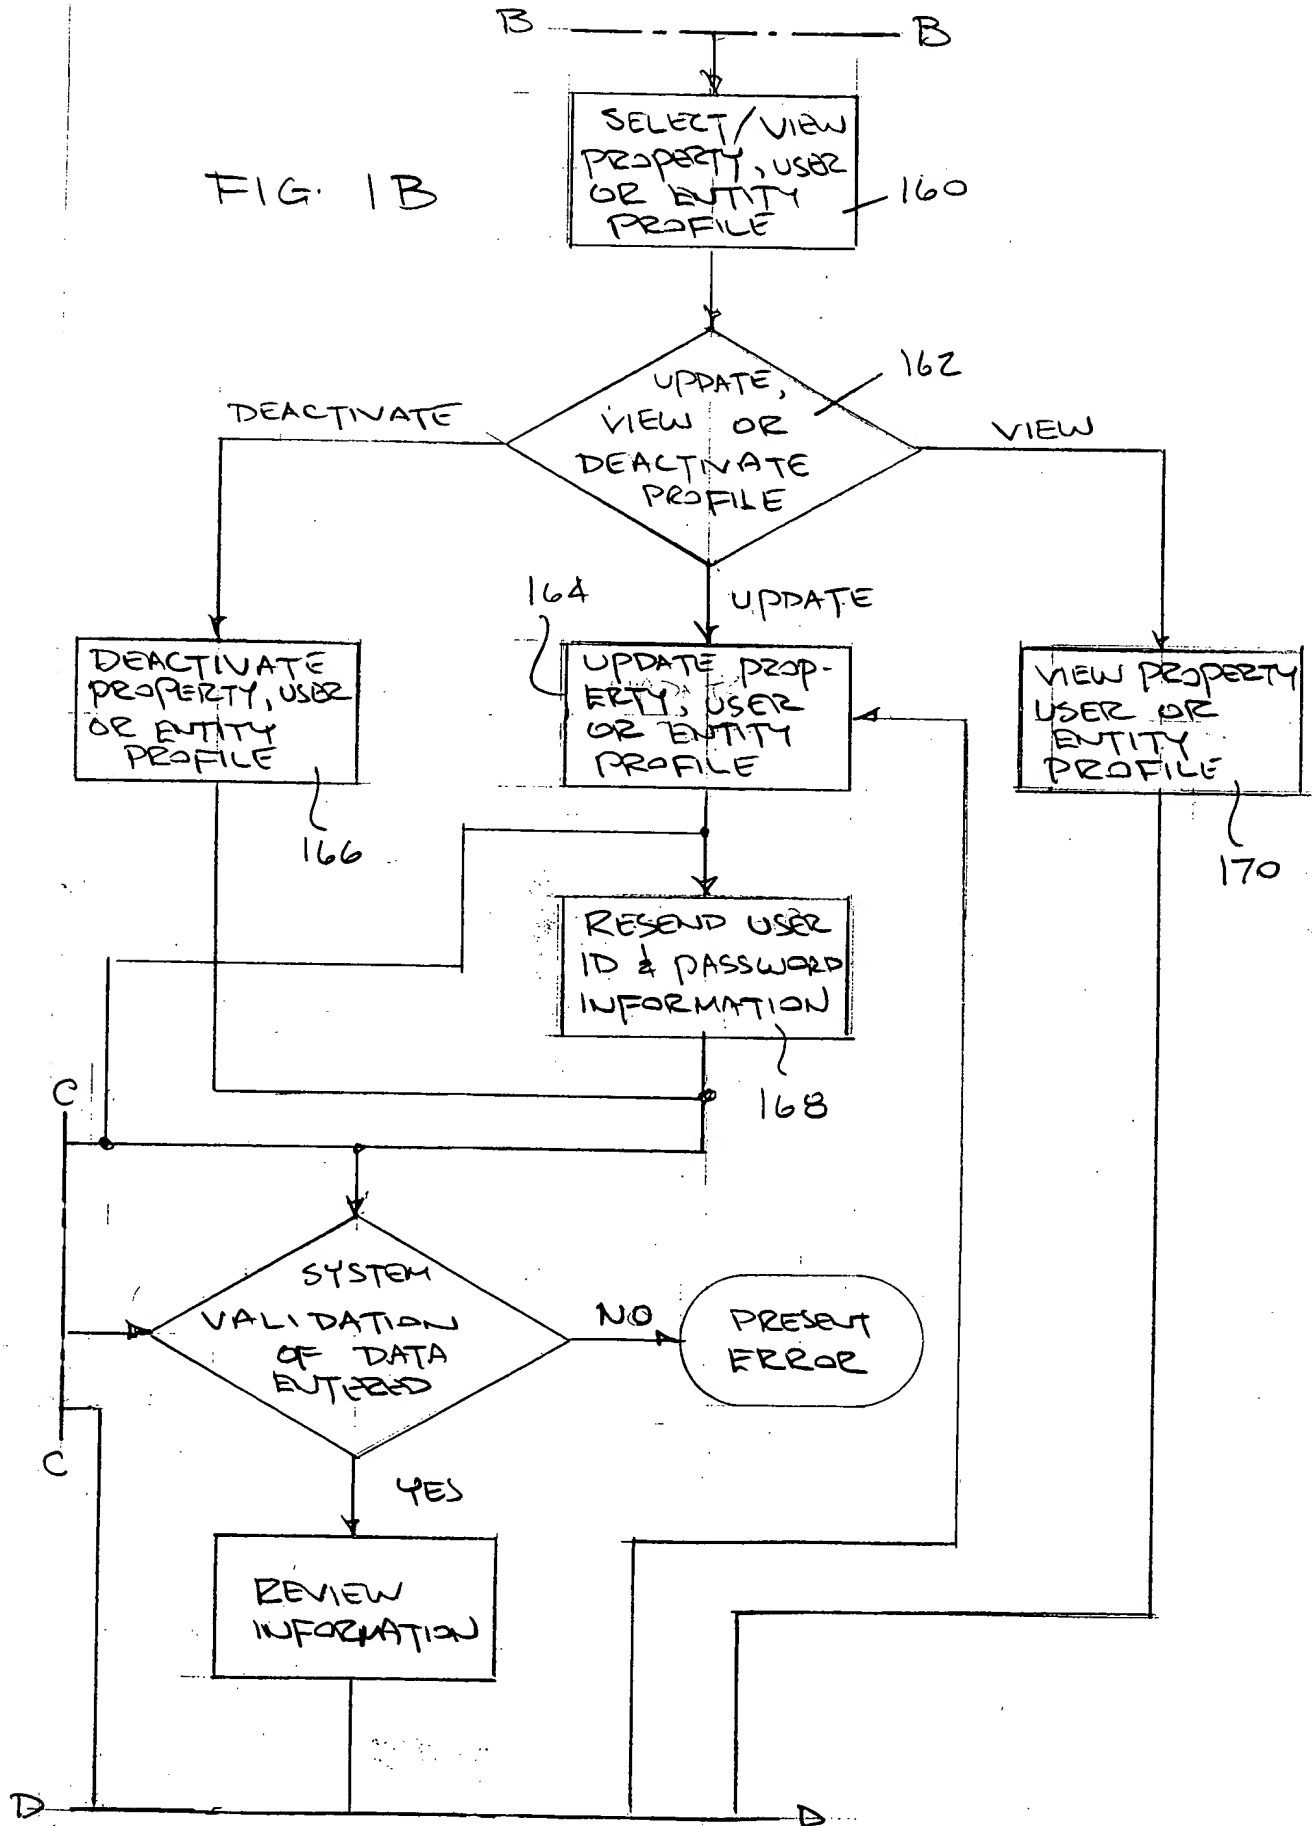 B B
SELECT/VIEW
PROPERTY, USER
OR ENTITY
PROFILE
160
FIG. 1B
UPDATE,
VIEW OR
DEACTIVATE
PROFILE
162
DEACTIVATE
VIEW
UPDATE
164
DEACTIVATE
PROPERTY, USER
OR ENTITY
PROFILE
166
UPDATE PROP-
ERTY, USER
OR ENTITY
PROFILE
VIEW PROPERTY
USER OR
ENTITY
PROFILE
170
RESEND USER
ID & PASSWORD
INFORMATION
168
C
SYSTEM
VALIDATION
OF DATA
ENTERED
NO
PRESENT
ERROR
C
YES
REVIEW
INFORMATION
D D